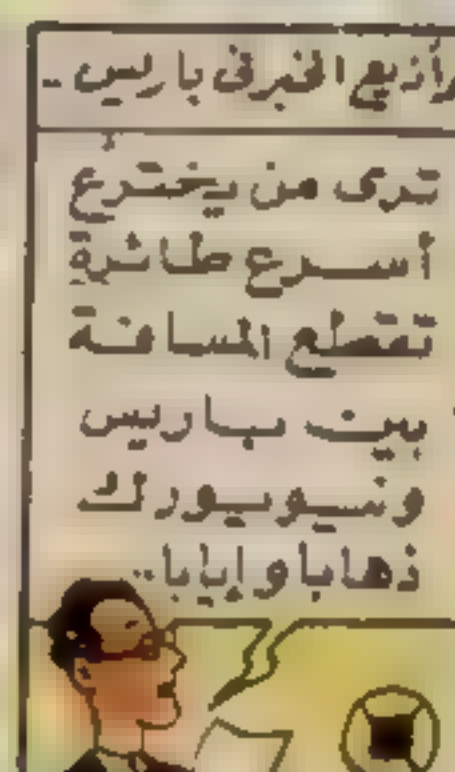 وأذيع الخبر في باريس ..
ترى من يخترع
أسرع طائرة
تقطع المسافة
بين باريس
ونيويورك
ذهابا وإيابا ..